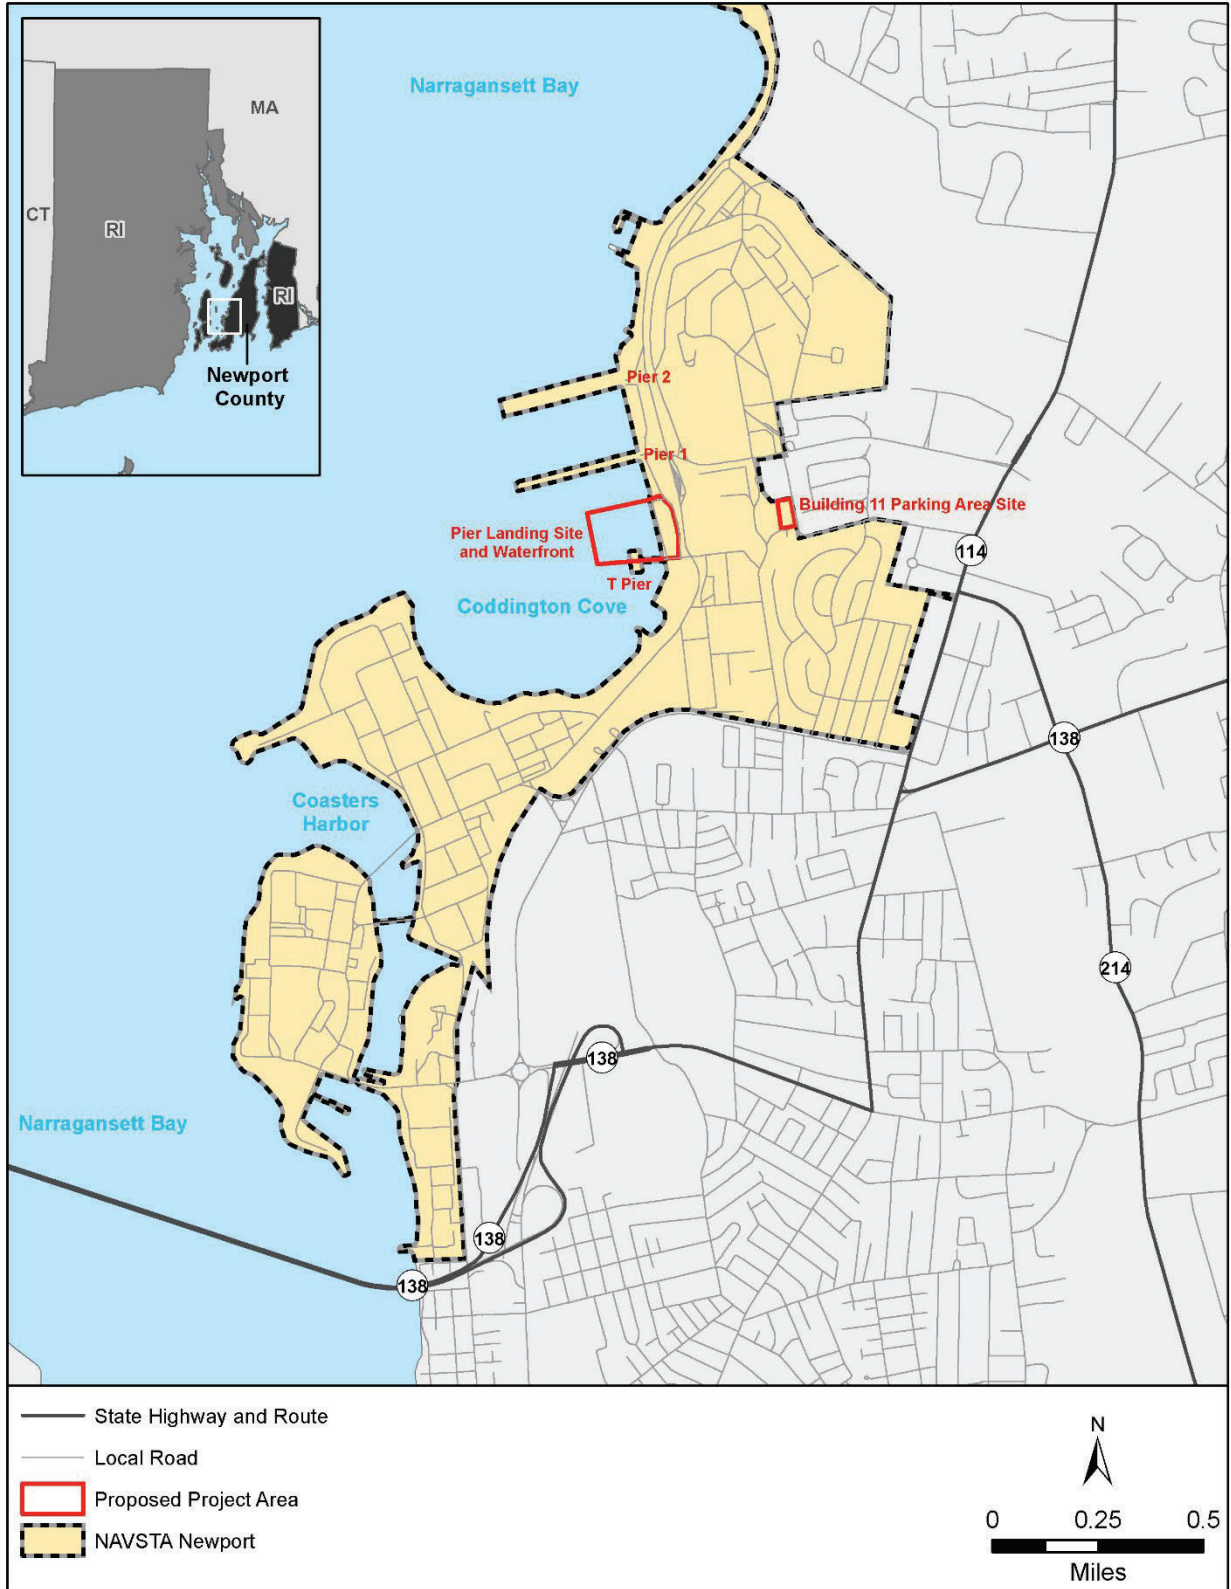 Narragansett Bay
MA
CT
RI
RI
Newport
County
Pier 2
Pier 1
Building 11 Parking Area Site
Pier Landing Site
and Waterfront
T Pier
Coddington Cove
114
138
Coasters
Harbor
214
138
Narragansett Bay
138
138
State Highway and Route
Local Road
Proposed Project Area
NAVSTA Newport
N
0 0.25 0.5
Miles